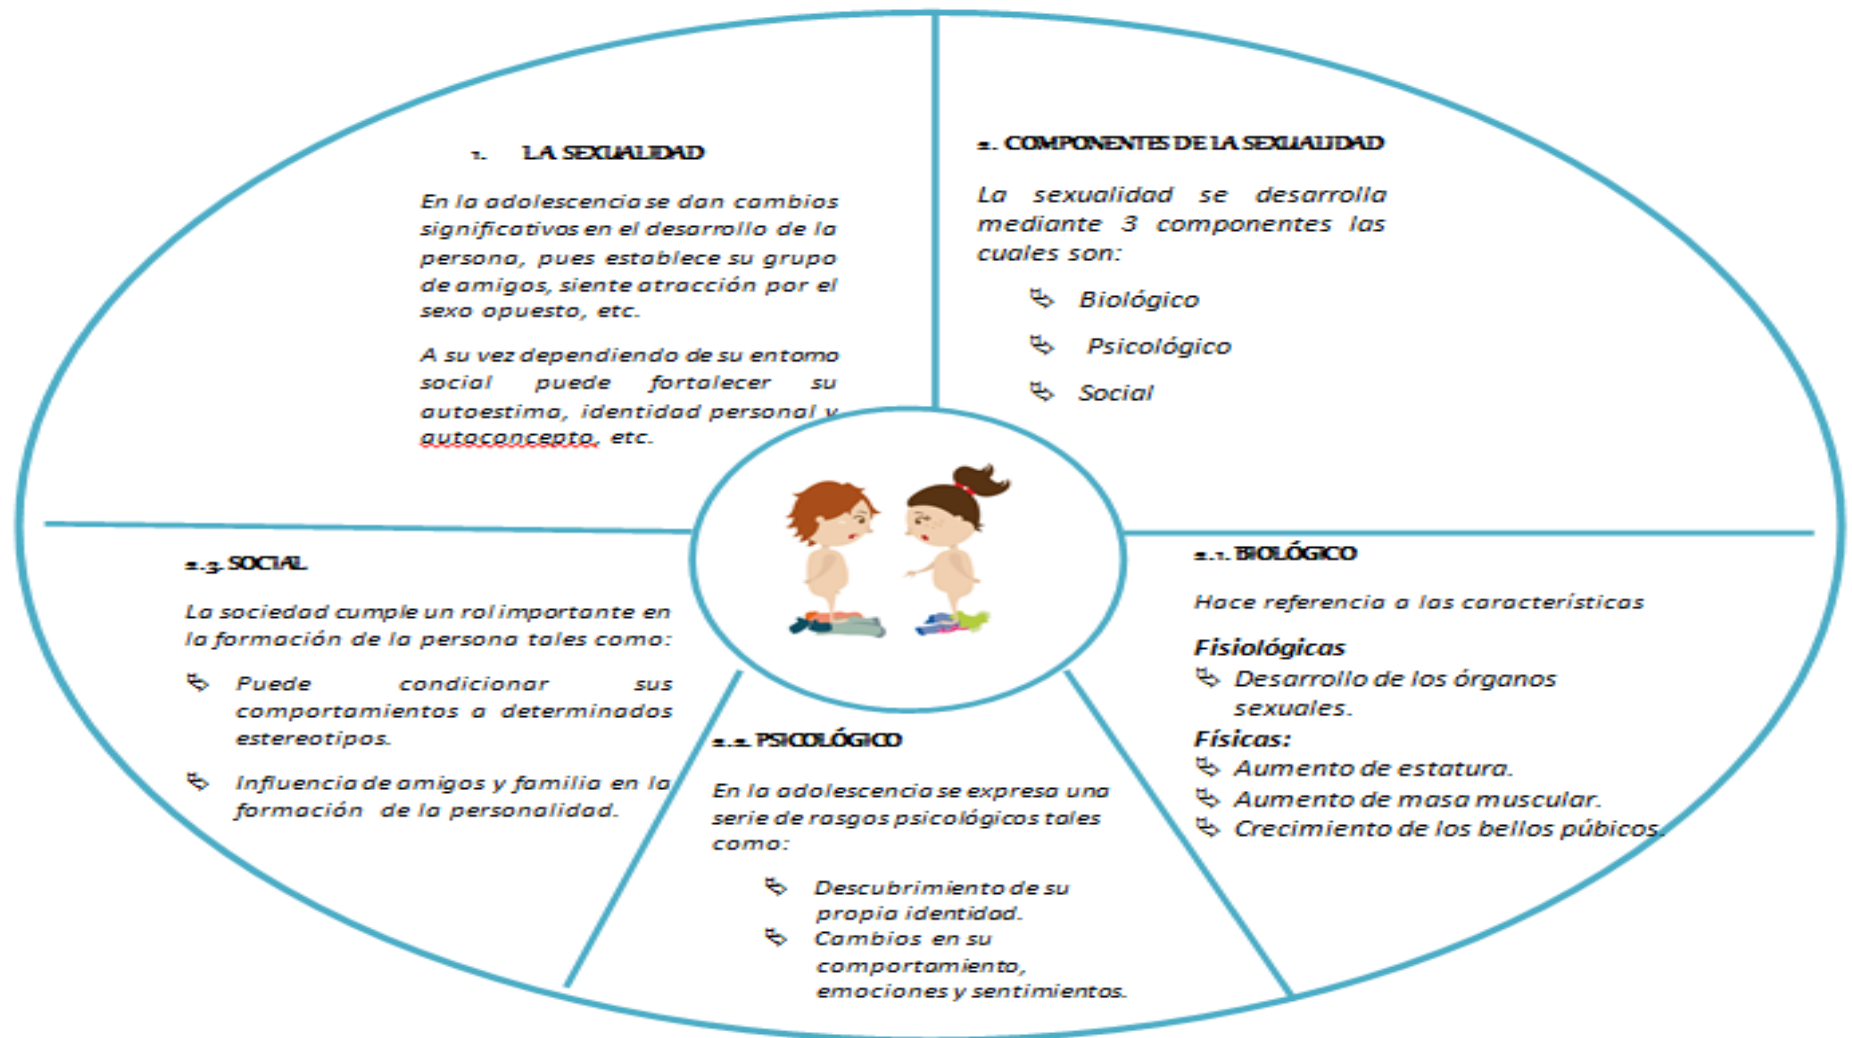 1. LA SEXUALIDAD
En la adolescencia se dan cambios
significativos en el desarrollo de la
persona, pues establece su grupo
de amigos, siente atracción por el
sexo opuesto, etc.
A su vez dependiendo de su entorno
social puede fortalecer su
autoestima, identidad personal y
autoconcepto, etc.
2. COMPONENTES DE LA SEXUALIDAD
La sexualidad se desarrolla
mediante 3 componentes las
cuales son:
Biológico
Psicológico
Social
2.1. BIOLÓGICO
Hace referencia a las características
Fisiológicas
Desarrollo de los órganos
sexuales.
Físicas:
Aumento de estatura.
Aumento de masa muscular.
Crecimiento de los bellos púbicos.
2.2. PSICOLÓGICO
En la adolescencia se expresa una
serie de rasgos psicológicos tales
como:
Descubrimiento de su
propia identidad.
Cambios en su
comportamiento,
emociones y sentimientos.
2.3. SOCIAL
La sociedad cumple un rol importante en
la formación de la persona tales como:
Puede condicionar sus
comportamientos a determinados
estereotipos.
Influencia de amigos y familia en la
formación de la personalidad.